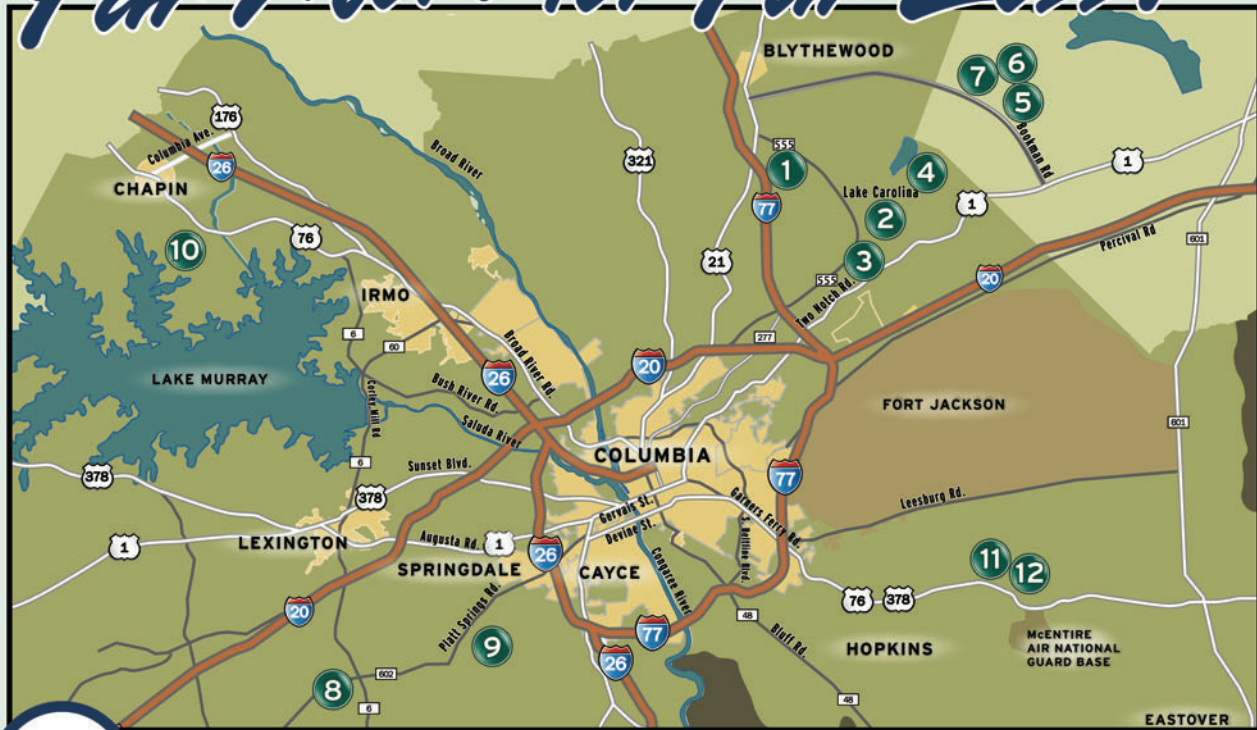 BLYTHEWOOD
7
6
5
Bookman Rd
176
Columbia Ave.
26
CHAPIN
Broad River
321
555
1
4
1
Lake Carolina
77
2
1
Percival Rd
10
76
21
3
601
555
20
IRMO
Two Notch Rd.
6
277
60
LAKE MURRAY
Broad River Rd.
20
26
Bush River Rd.
Corley Mill Rd
FORT JACKSON
601
Saluda River
COLUMBIA
6
Sunset Blvd.
378
77
378
Leesburg Rd.
Gervais St.
Garners Ferry Rd.
Devine St.
S. Beltline Blvd.
1
LEXINGTON
Augusta Rd.
1
26
SPRINGDALE
CAYCE
Congaree River
11
12
76
378
20
Platt Springs Rd.
48
77
Bluff Rd.
HOPKINS
McENTIRE
AIR NATIONAL
GUARD BASE
9
26
602
8
6
48
EASTOVER